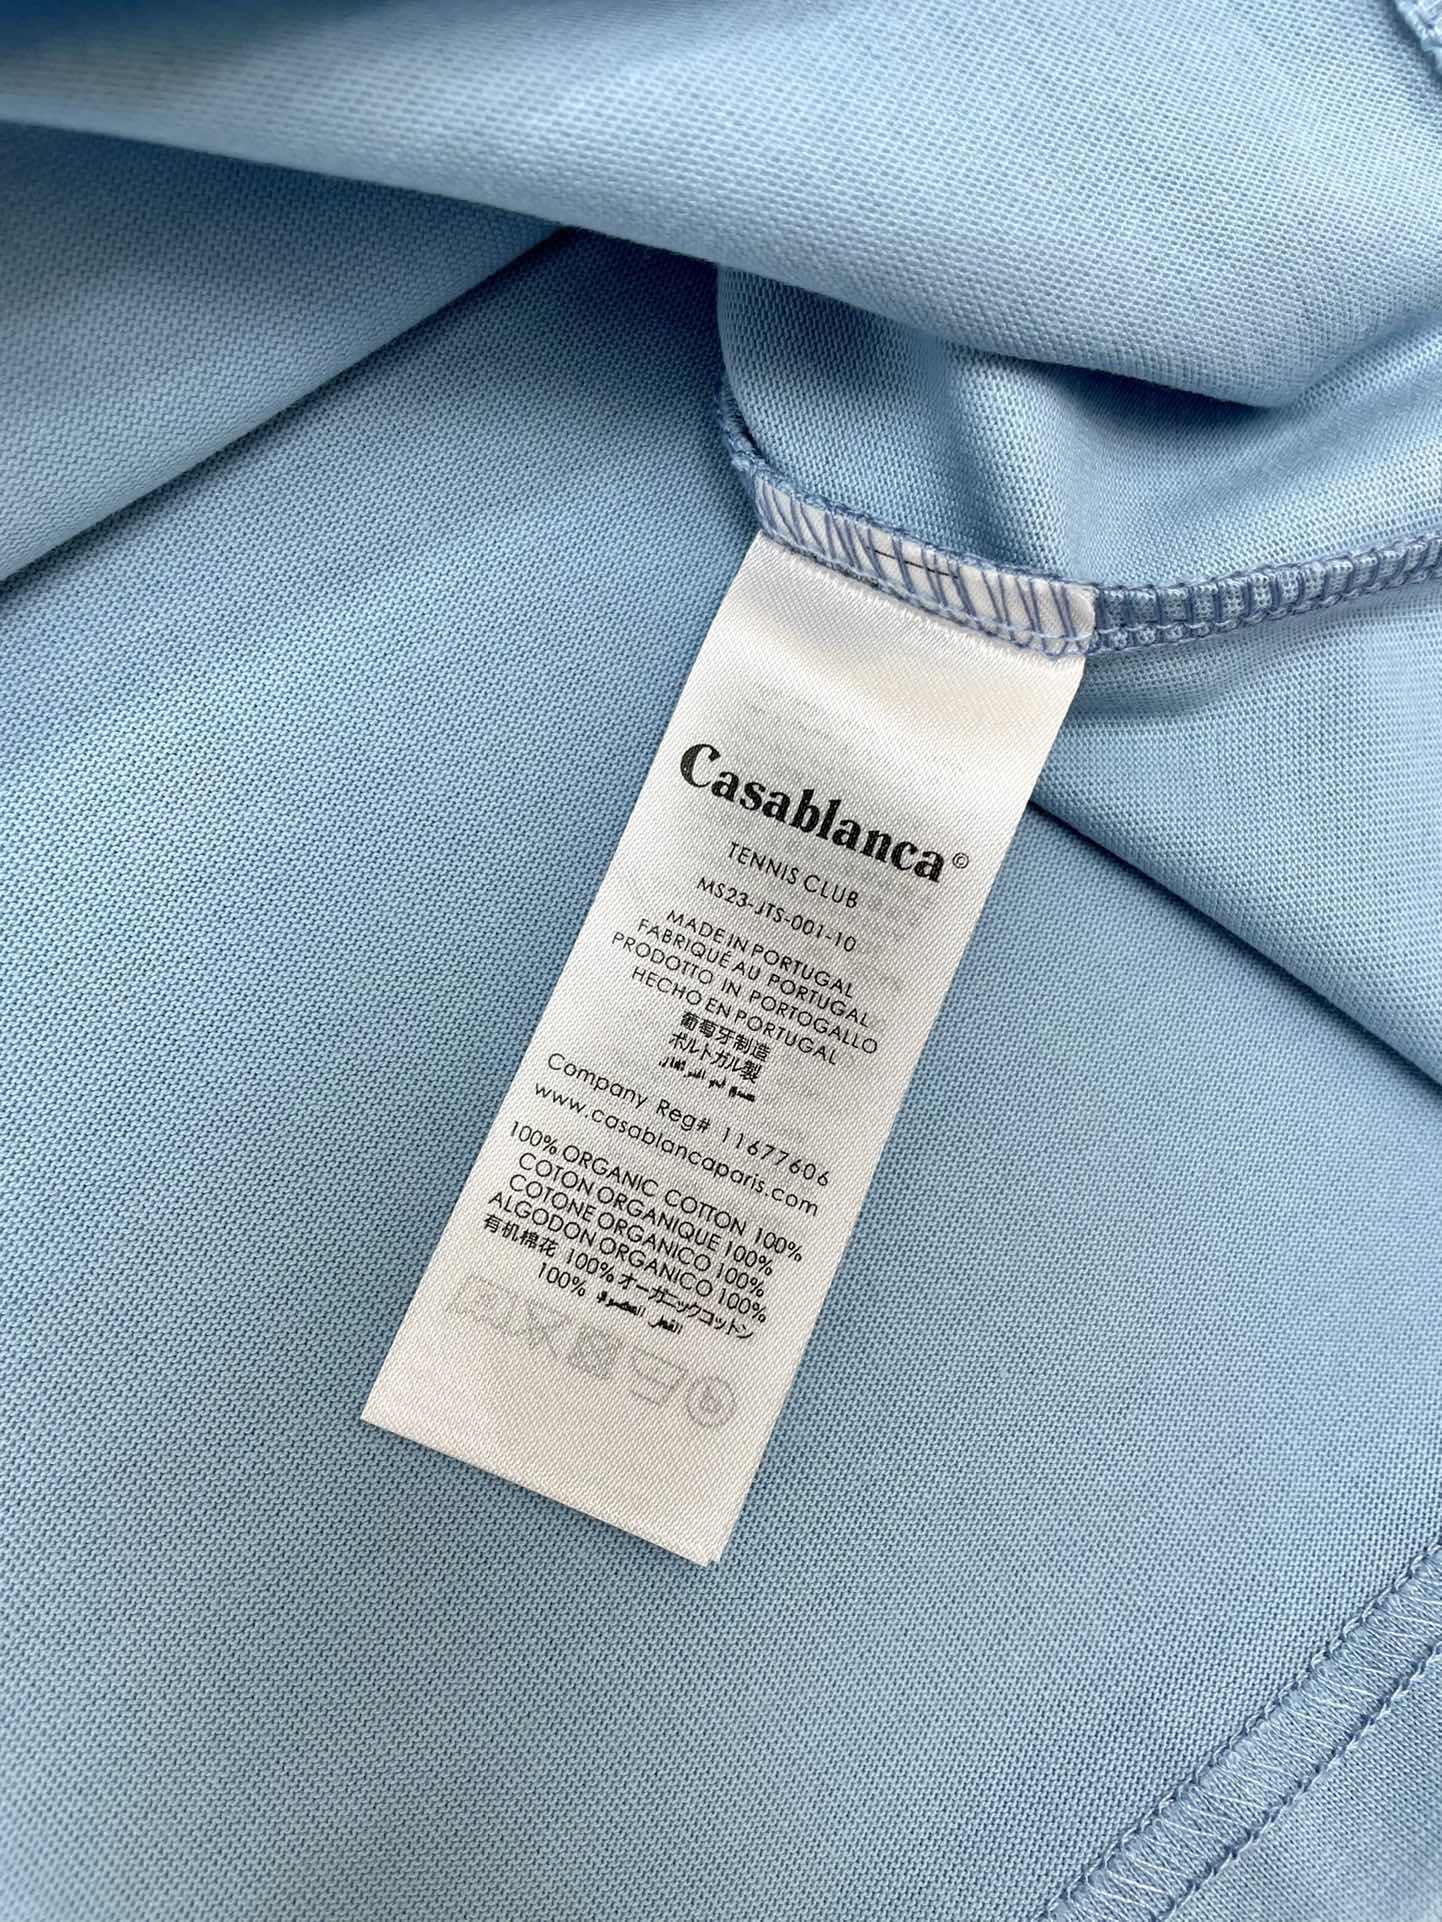 Casablanca©
TENNIS CLUB
MS23-JTS-001-10
MADE IN PORTUGAL
FABRIQUÉ AU PORTUGAL
PRODOTTO IN PORTOGALLO
HECHO EN PORTUGAL
葡萄牙制造
ポルトガル製
Company Reg# 11677606
www.casablancaparis.com
100% ORGANIC COTTON 100%
COTON ORGANIQUE 100%
COTONE ORGANICO 100%
ALGODON ORGANICO 100%
有机棉花 100% オーガニックコットン
100%